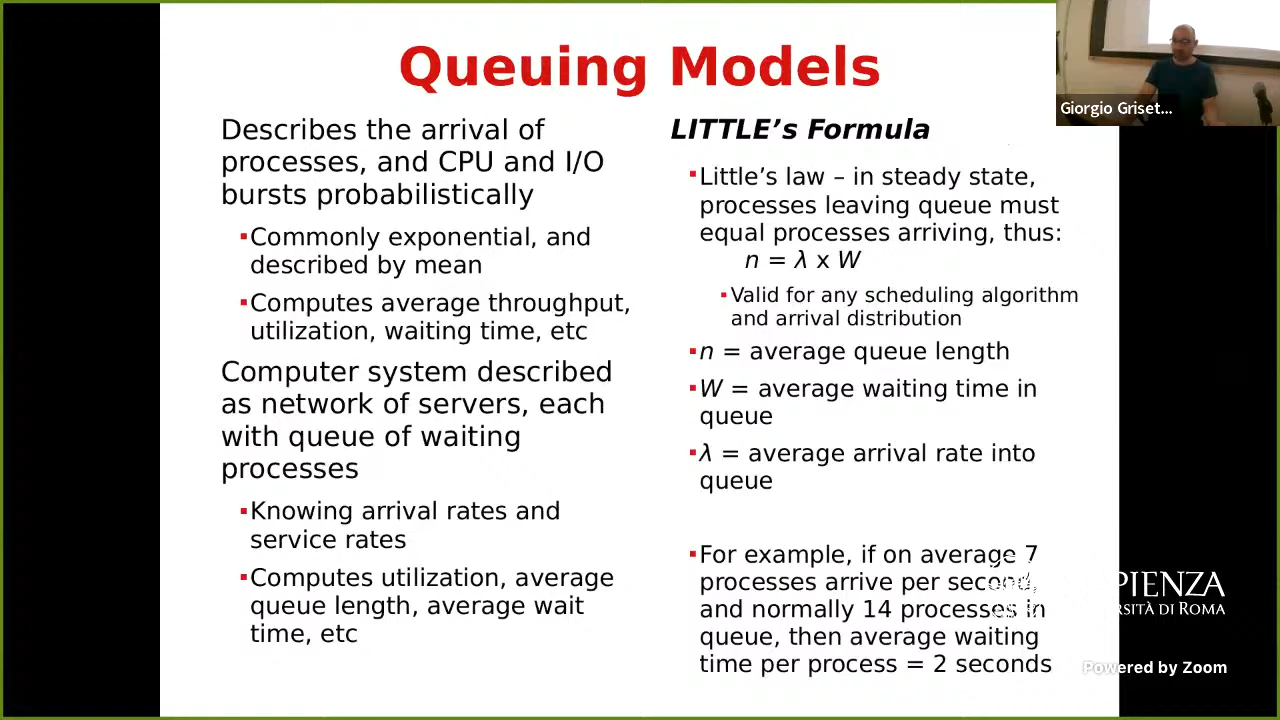 Queuing Models
Describes the arrival of
processes, and CPU and I/O
bursts probabilistically
Commonly exponential, and
described by mean
Computes average throughput,
utilization, waiting time, etc
Computer system described
as network of servers, each
with queue of waiting
processes
Knowing arrival rates and
service rates
Computes utilization, average
queue length, average wait
time, etc
LITTLE’s Formula
Little’s law – in steady state,
processes leaving queue must
equal processes arriving, thus:
n = λ x W
Valid for any scheduling algorithm
and arrival distribution
n = average queue length
W = average waiting time in
queue
λ = average arrival rate into
queue
For example, if on average 7
processes arrive per second,
and normally 14 processes in
queue, then average waiting
time per process = 2 seconds
Giorgio Griset...
PIENZA
RSITÀ DI ROMA
Powered by Zoom